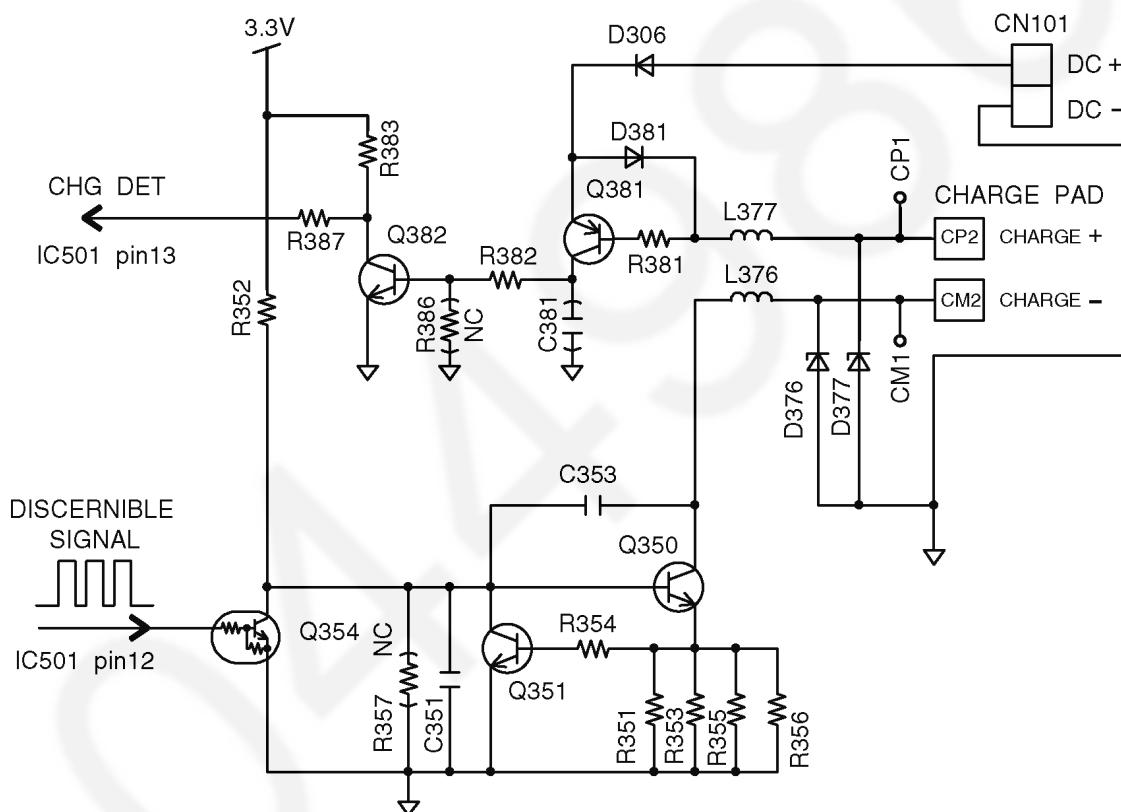 3.3V
D306
CN101
DC +
DC -
R383
D381
CP1
CHG DET
Q381
CHARGE PAD
L377
R387
Q382
CP2 CHARGE +
IC501 pin13
R382
R381
L376
R352
R386
NC
C381
CM2 CHARGE -
D376
D377
CM1
C353
DISCERNIBLE
SIGNAL
Q350
Q354
NC
R354
IC501 pin12
Q351
R357
C351
R351
R353
R355
R356